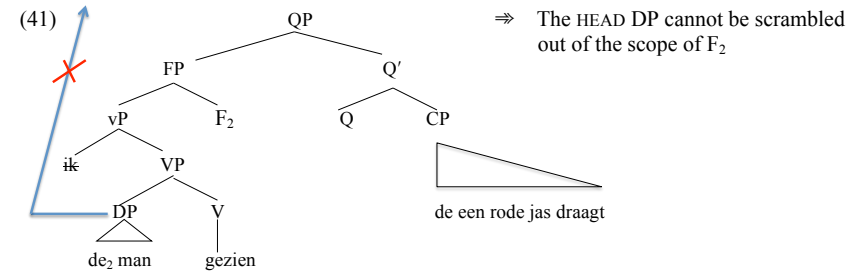 (41) QP ⇛ The HEAD DP cannot be scrambled
out of the scope of F₂
FP Q′
vP F₂ Q CP
ik VP
DP V de een rode jas draagt
de₂ man gezien